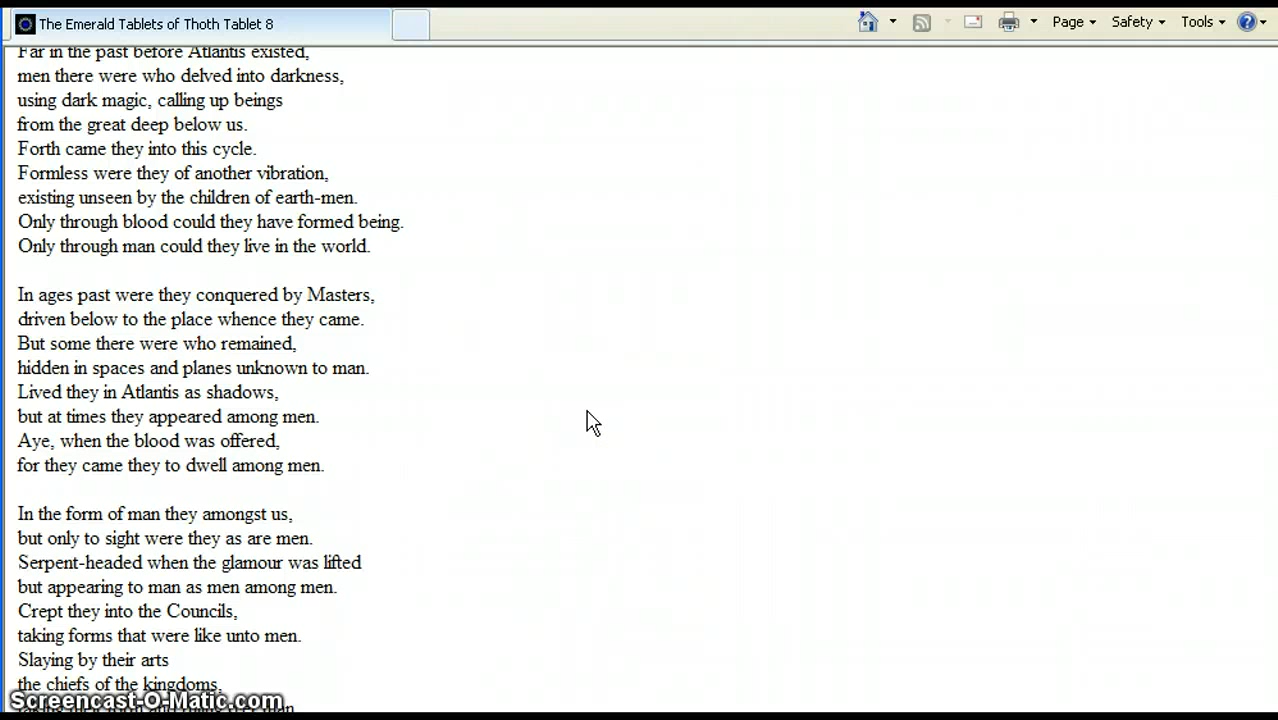 The Emerald Tablets of Thoth Tablet 8
Page
Safety
Tools
Far in the past before Atlantis existed,
men there were who delved into darkness,
using dark magic, calling up beings
from the great deep below us.
Forth came they into this cycle.
Formless were they of another vibration,
existing unseen by the children of earth-men.
Only through blood could they have formed being.
Only through man could they live in the world.
In ages past were they conquered by Masters,
driven below to the place whence they came.
But some there were who remained,
hidden in spaces and planes unknown to man.
Lived they in Atlantis as shadows,
but at times they appeared among men.
Aye, when the blood was offered,
for they came they to dwell among men.
In the form of man they amongst us,
but only to sight were they as are men.
Serpent-headed when the glamour was lifted
but appearing to man as men among men.
Crept they into the Councils,
taking forms that were like unto men.
Slaying by their arts
the chiefs of the kingdoms,
Screencast-O-Matic.com